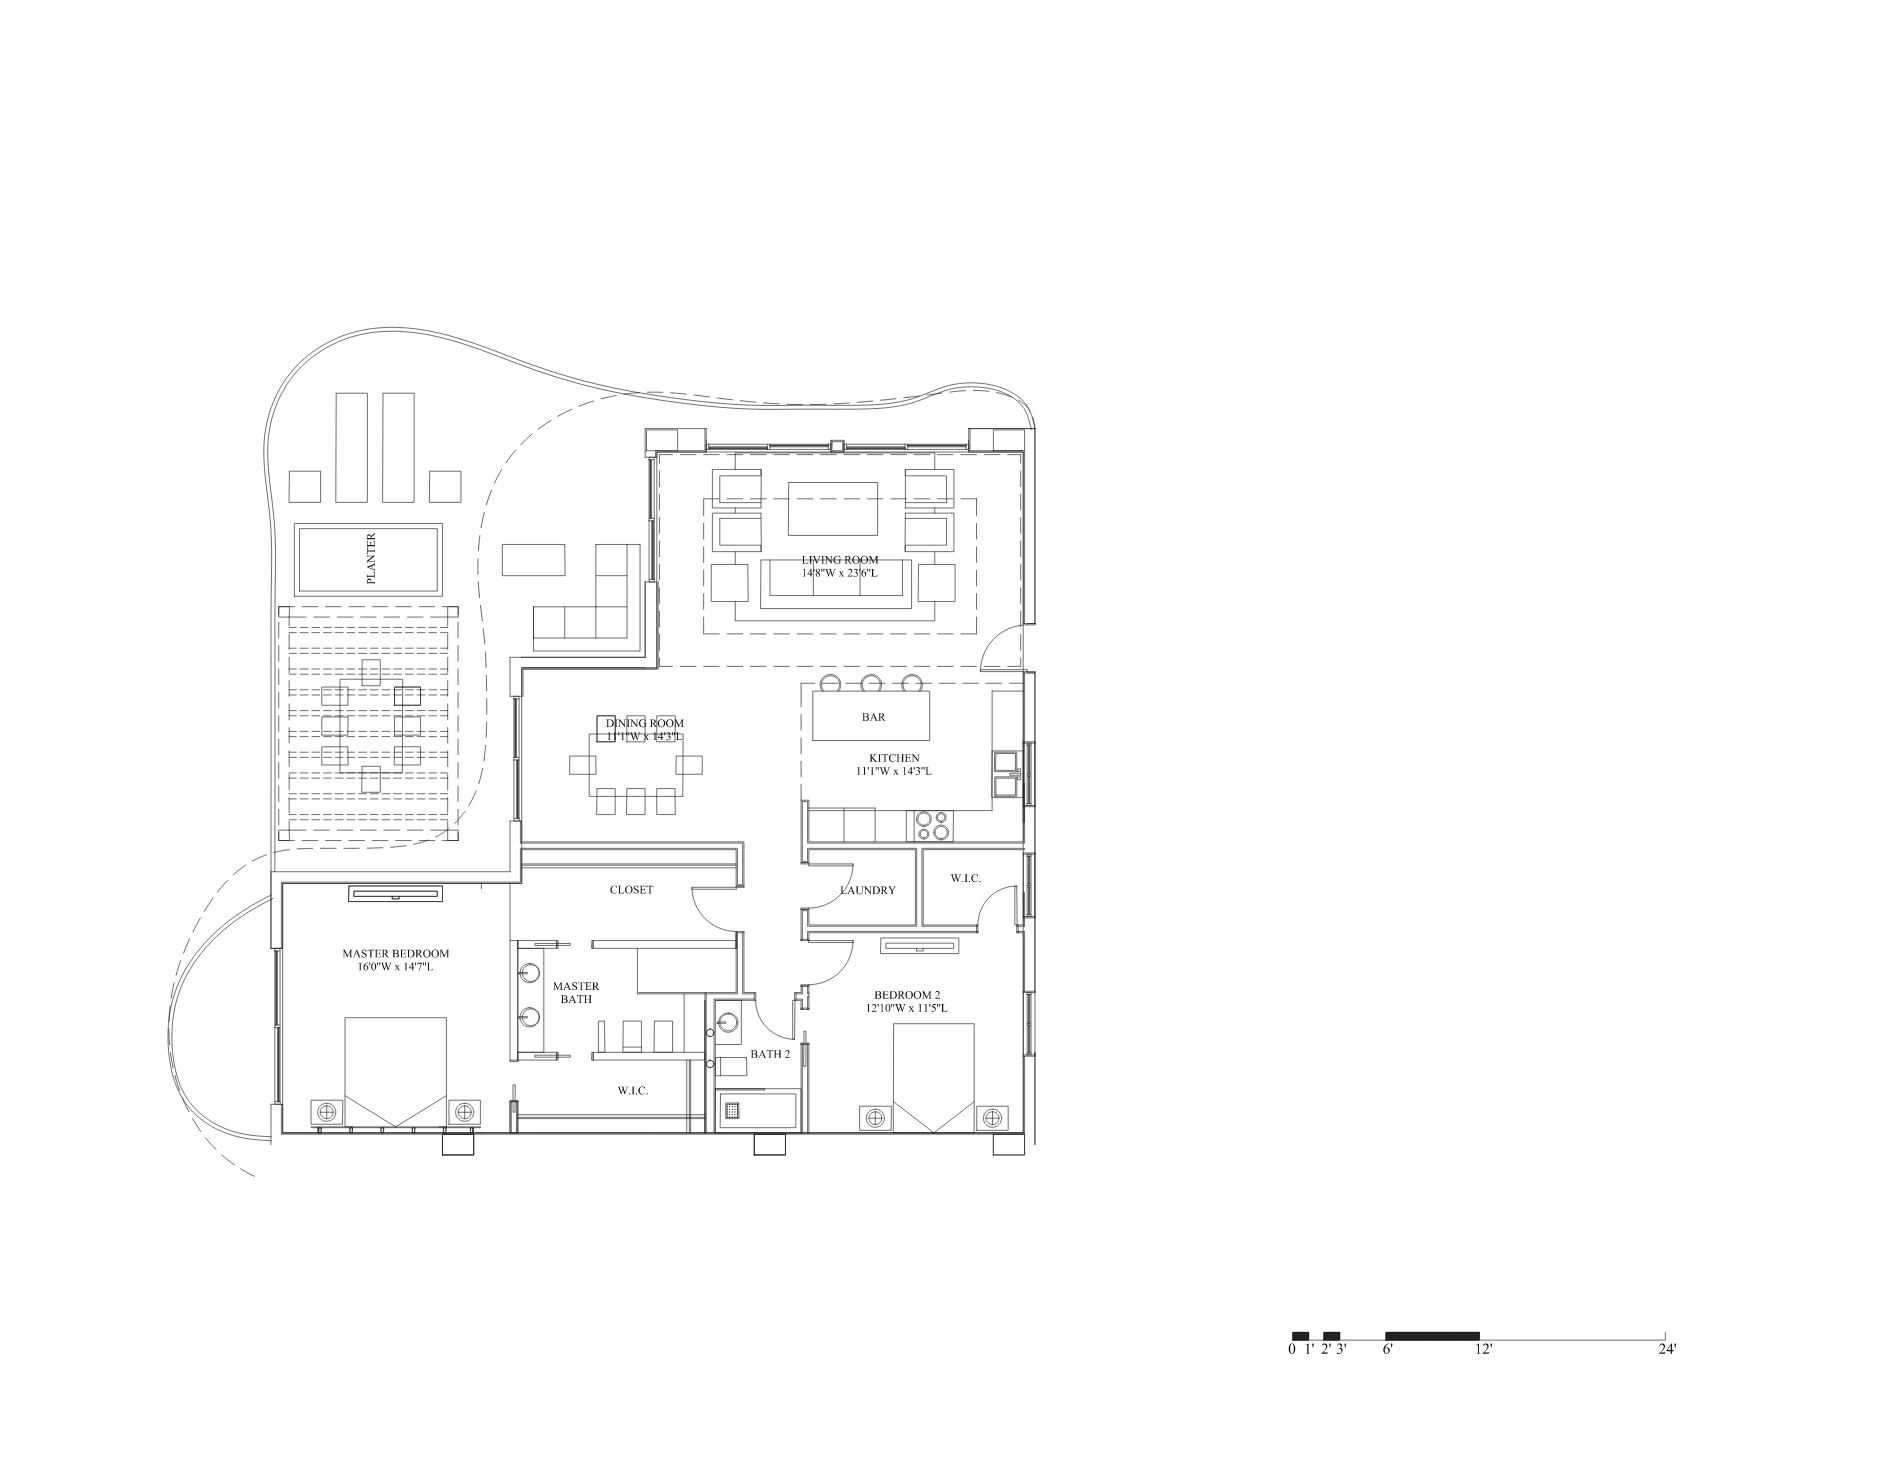 PLANTER
LIVING ROOM
14'8"W x 23'6"L
DINING ROOM
11'1"W x 14'3"L
BAR
KITCHEN
11'1"W x 14'3"L
CLOSET
LAUNDRY
W.I.C.
MASTER BEDROOM
16'0"W x 14'7"L
MASTER
BATH
BEDROOM 2
12'10"W x 11'5"L
BATH 2
W.I.C.
0 1' 2' 3' 6' 12' 24'